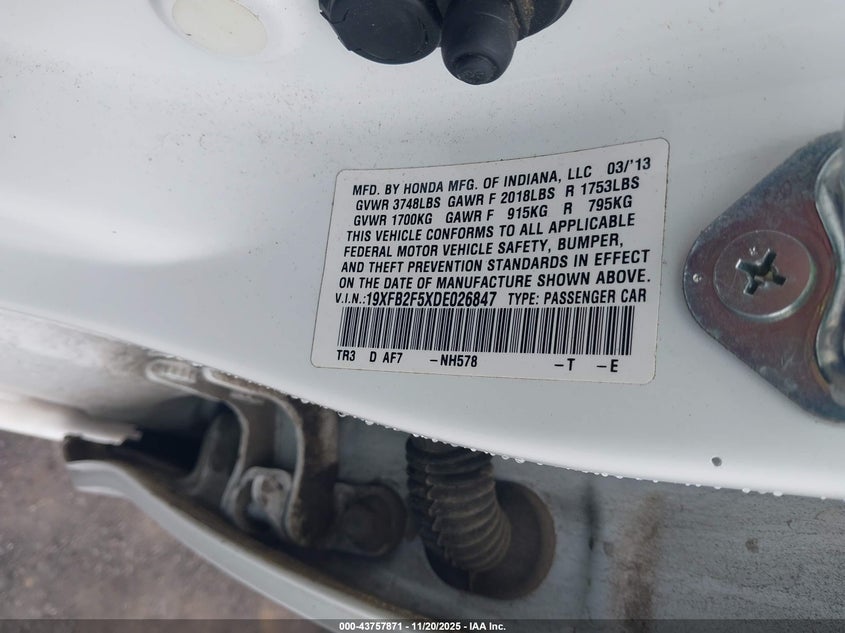 MFD. BY HONDA MFG. OF INDIANA, LLC 03/'13
GVWR 3748LBS GAWR F 2018LBS R 1753LBS
GVWR 1700KG GAWR F 915KG R 795KG
THIS VEHICLE CONFORMS TO ALL APPLICABLE
FEDERAL MOTOR VEHICLE SAFETY, BUMPER,
AND THEFT PREVENTION STANDARDS IN EFFECT
ON THE DATE OF MANUFACTURE SHOWN ABOVE.
V.I.N.:19XFB2F5XDE026847 TYPE: PASSENGER CAR
TR3 D AF7 -NH578 -T -E
000-43757871 - 11/20/2025 - IAA Inc.